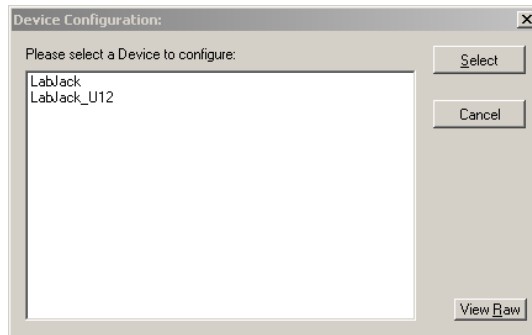 Device Configuration:
Please select a Device to configure:
Select
LabJack
LabJack_U12
Cancel
View Raw